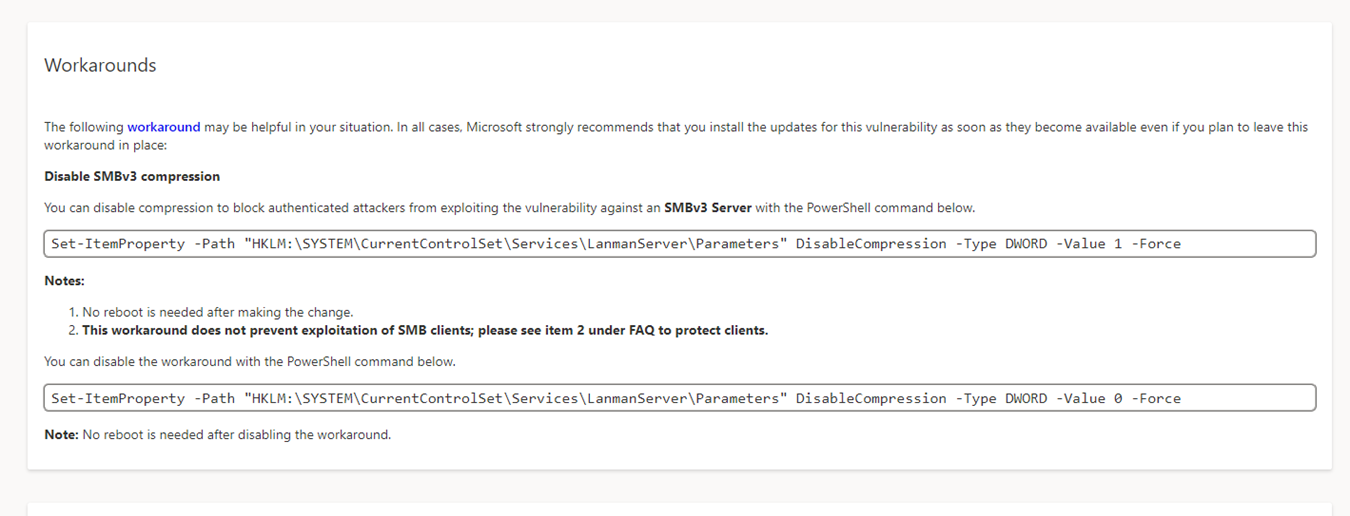 Workarounds
The following workaround may be helpful in your situation. In all cases, Microsoft strongly recommends that you install the updates for this vulnerability as soon as they become available even if you plan to leave this
workaround in place:
Disable SMBv3 compression
You can disable compression to block authenticated attackers from exploiting the vulnerability against an SMBv3 Server with the PowerShell command below.
Set-ItemProperty -Path "HKLM:\SYSTEM\CurrentControlSet\Services\LanmanServer\Parameters" DisableCompression -Type DWORD -Value 1 -Force
Notes:
1. No reboot is needed after making the change.
2. This workaround does not prevent exploitation of SMB clients; please see item 2 under FAQ to protect clients.
You can disable the workaround with the PowerShell command below.
Set-ItemProperty -Path "HKLM:\SYSTEM\CurrentControlSet\Services\LanmanServer\Parameters" DisableCompression -Type DWORD -Value 0 -Force
Note: No reboot is needed after disabling the workaround.